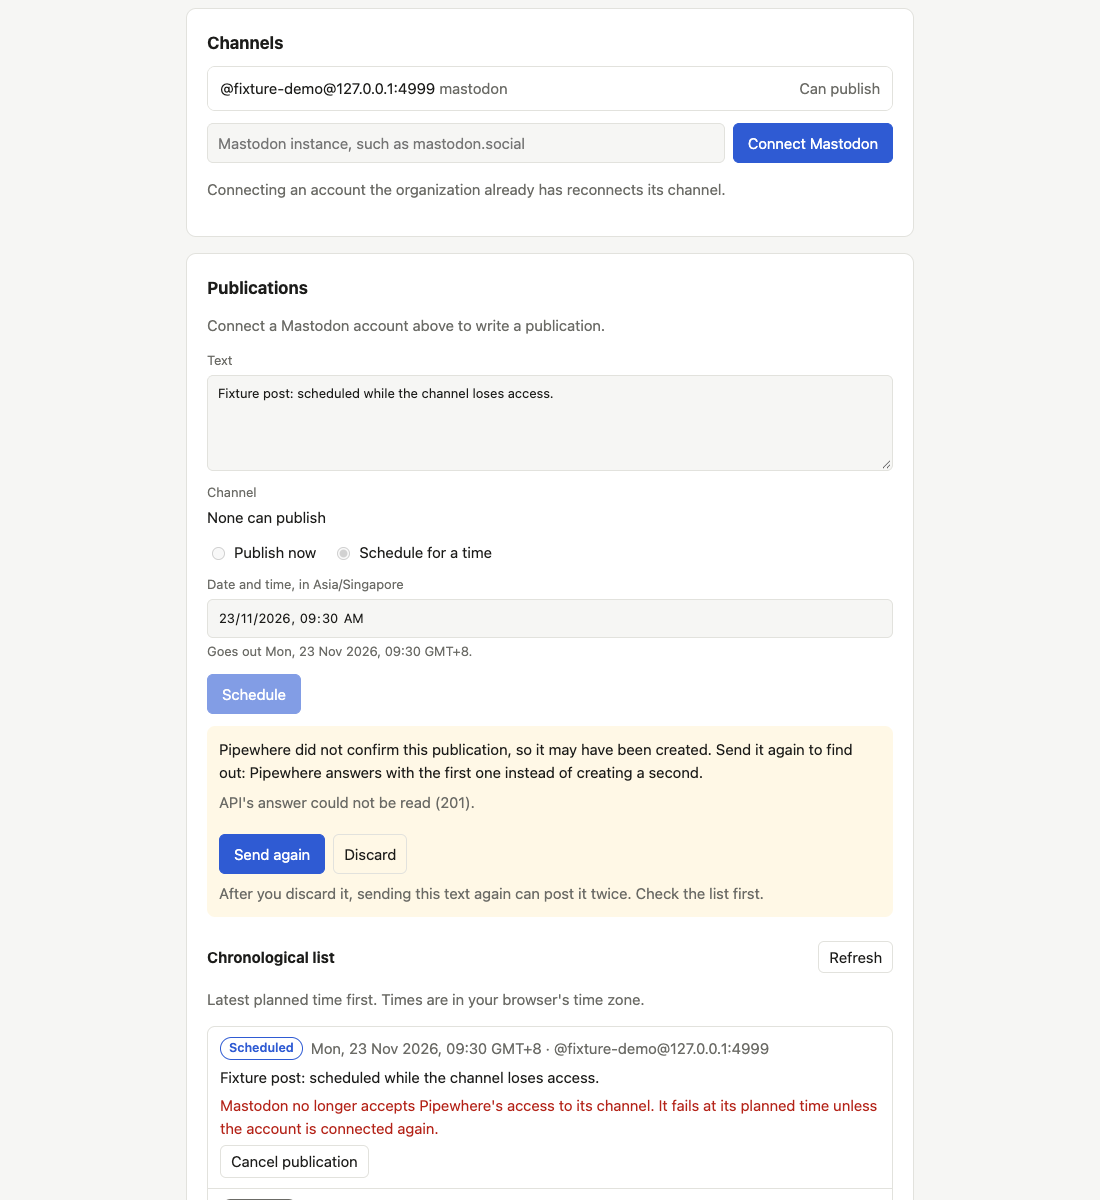 Channels
@fixture-demo@127.0.0.1:4999 mastodon
Can publish
Mastodon instance, such as mastodon.social
Connect Mastodon
Connecting an account the organization already has reconnects its channel.
Publications
Connect a Mastodon account above to write a publication.
Text
Fixture post: scheduled while the channel loses access.
Channel
None can publish
Publish now
Schedule for a time
Date and time, in Asia/Singapore
23/11/2026, 09:30 AM
Goes out Mon, 23 Nov 2026, 09:30 GMT+8.
Schedule
Pipewhere did not confirm this publication, so it may have been created. Send it again to find
out: Pipewhere answers with the first one instead of creating a second.
API's answer could not be read (201).
Send again
Discard
After you discard it, sending this text again can post it twice. Check the list first.
Chronological list
Refresh
Latest planned time first. Times are in your browser's time zone.
Scheduled
Mon, 23 Nov 2026, 09:30 GMT+8 · @fixture-demo@127.0.0.1:4999
Fixture post: scheduled while the channel loses access.
Mastodon no longer accepts Pipewhere's access to its channel. It fails at its planned time unless
the account is connected again.
Cancel publication